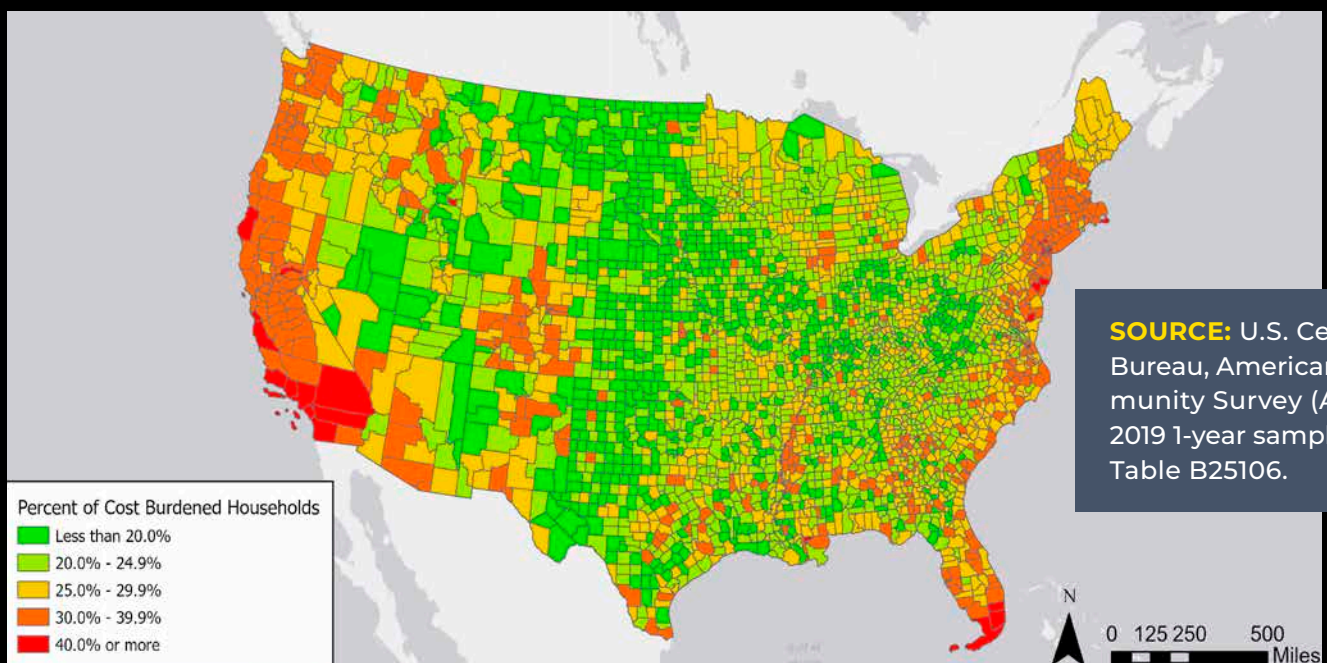 SOURCE: U.S. Ce
Bureau, American
munity Survey (A
2019 1-year samp
Table B25106.
Percent of Cost Burdened Households
Less than 20.0%
20.0% - 24.9%
25.0% - 29.9%
30.0% - 39.9%
40.0% or more
N
0 125 250 500
Miles